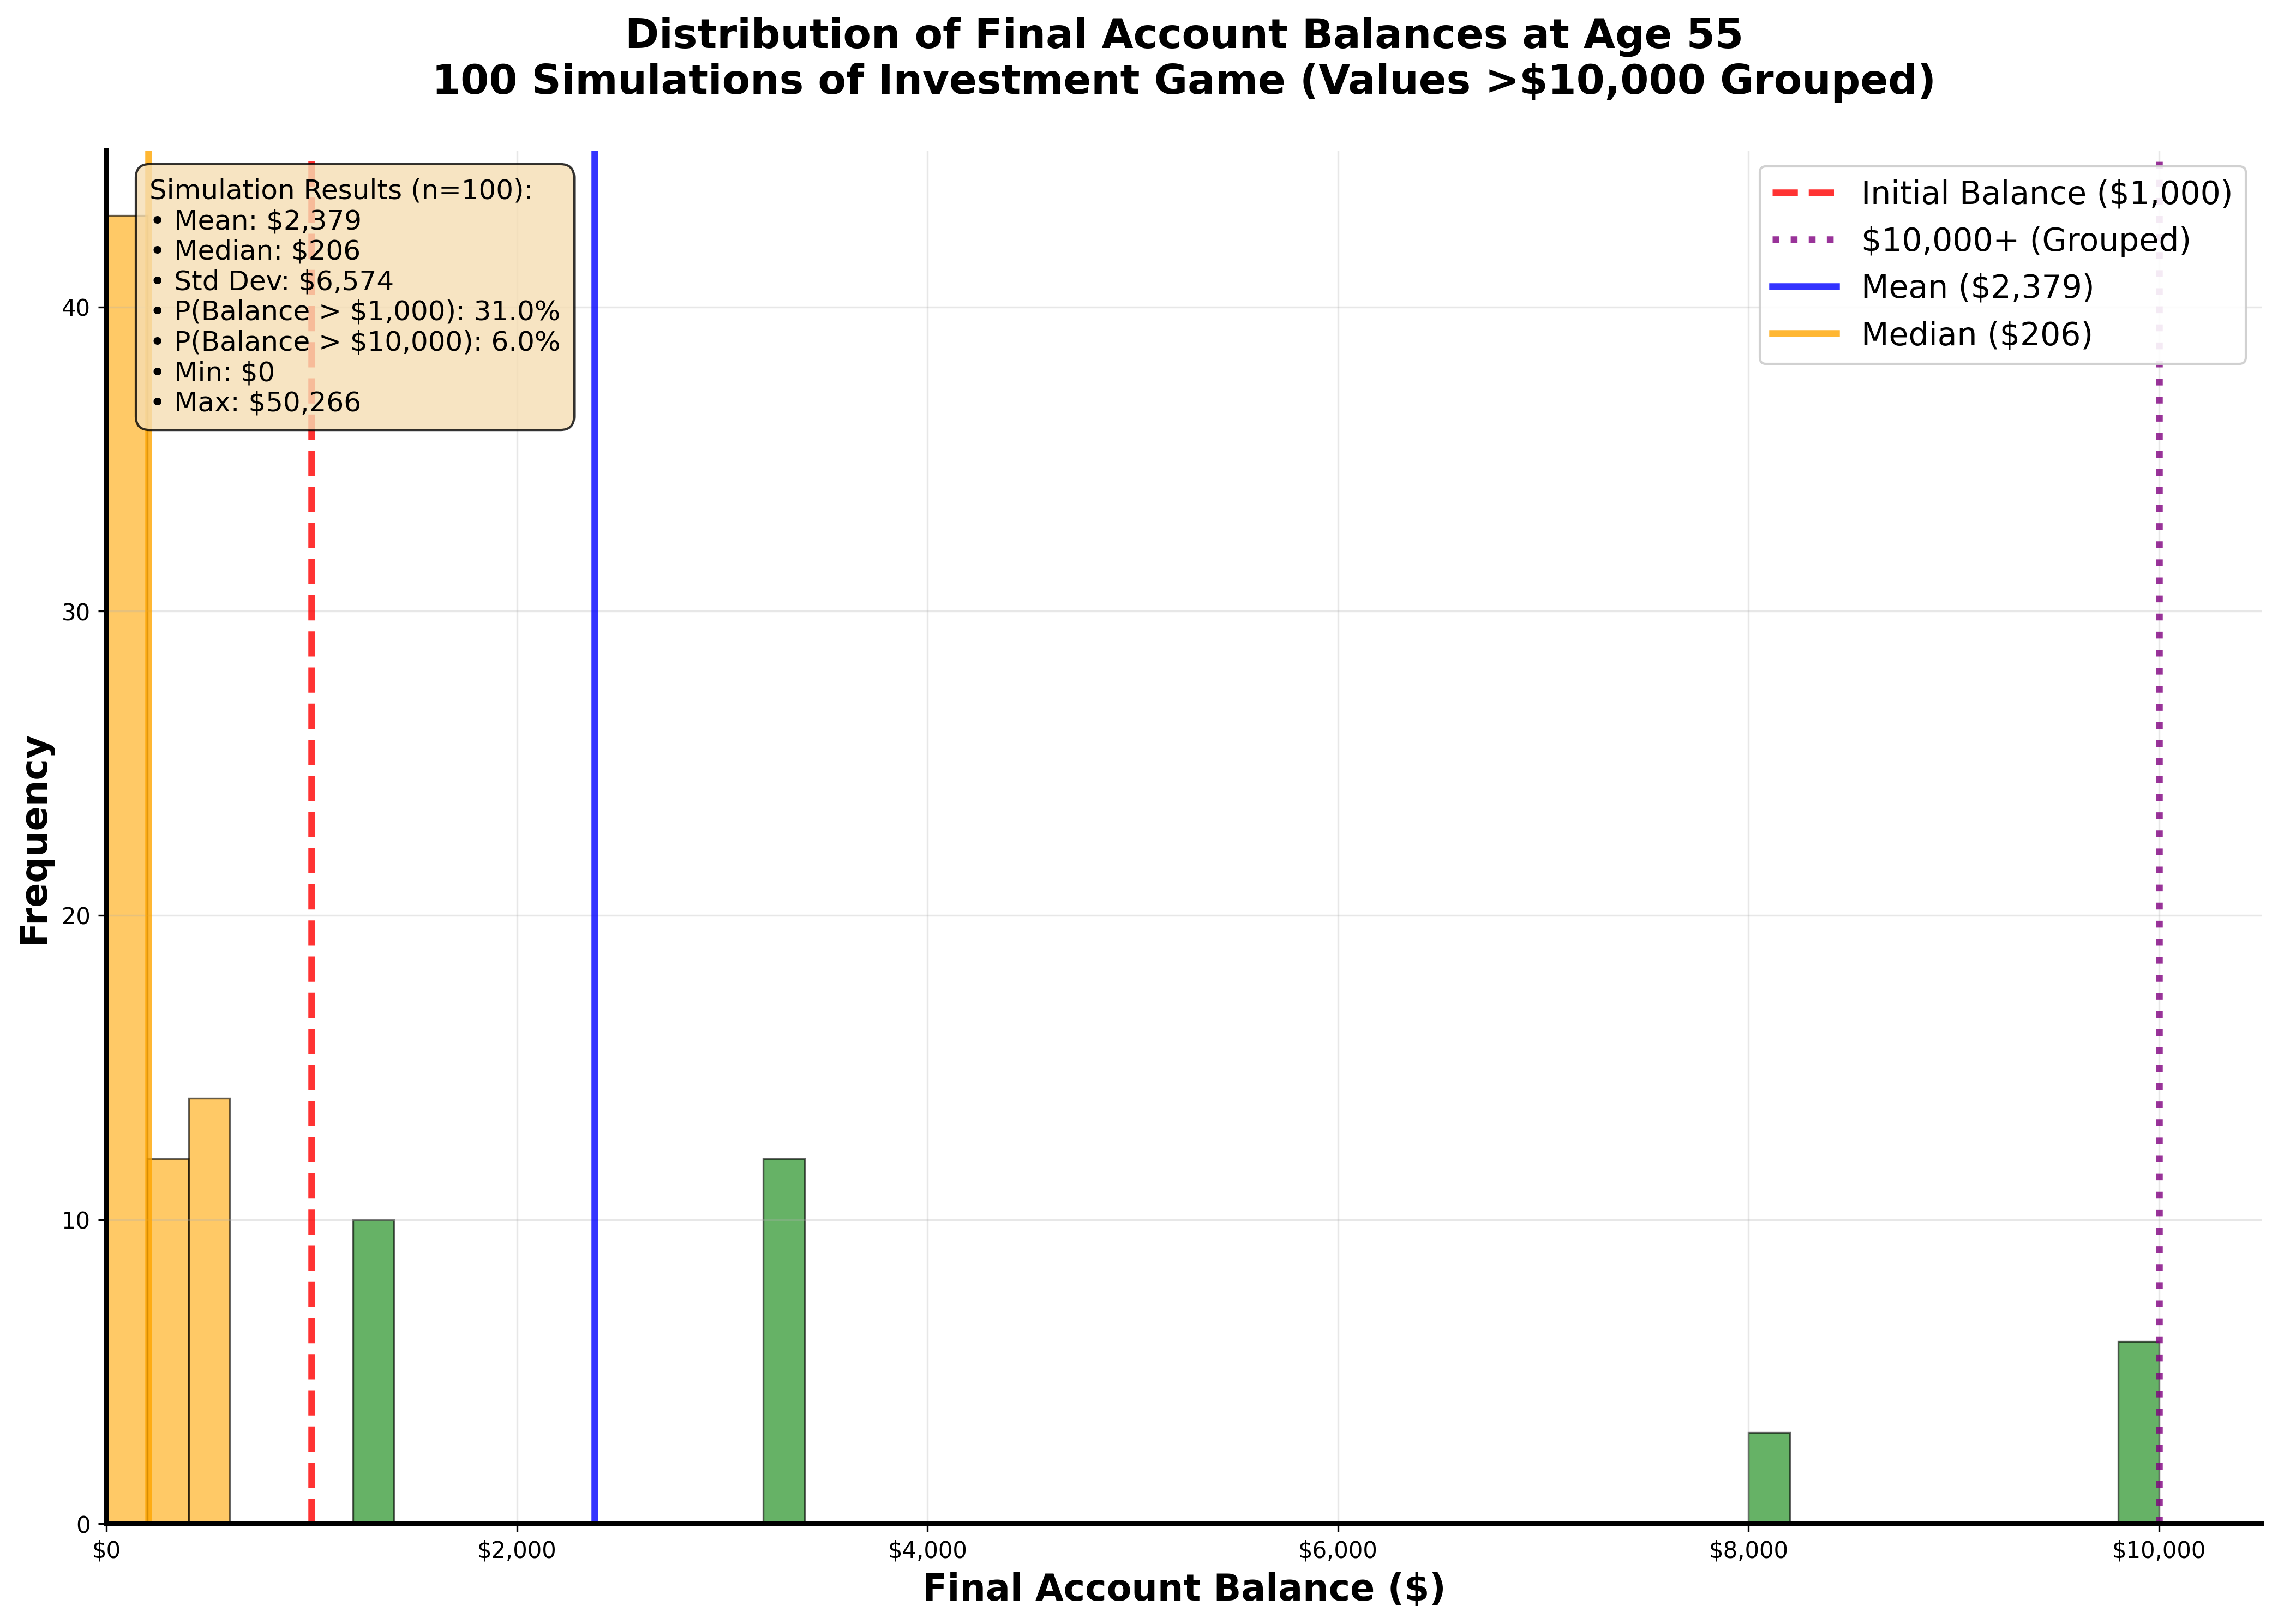 Distribution of Final Account Balances at Age 55
100 Simulations of Investment Game (Values >$10,000 Grouped)
Simulation Results (n=100):
• Mean: $2,379
• Median: $206
• Std Dev: $6,574
• P(Balance > $1,000): 31.0%
• P(Balance > $10,000): 6.0%
• Min: $0
• Max: $50,266
Initial Balance ($1,000)
$10,000+ (Grouped)
Mean ($2,379)
Median ($206)
Frequency
40
30
20
10
0
$0
$2,000
$4,000
$6,000
$8,000
$10,000
Final Account Balance ($)